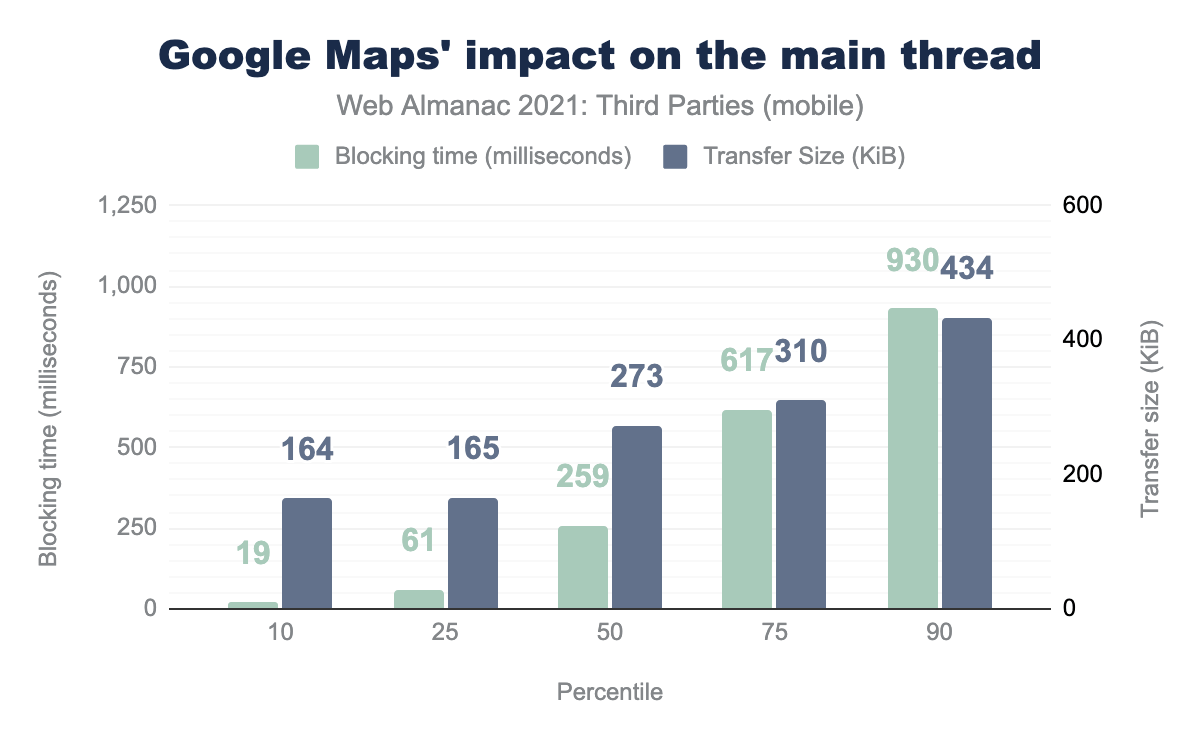 Google Maps' impact on the main thread
Web Almanac 2021: Third Parties (mobile)
Blocking time (milliseconds) Transfer Size (KiB)
Blocking time (milliseconds)
1,250
1,000
750
500
250
0
19 164
61 165
259 273
617 310
930 434
600
400
200
0
Transfer size (KiB)
10 25 50 75 90
Percentile